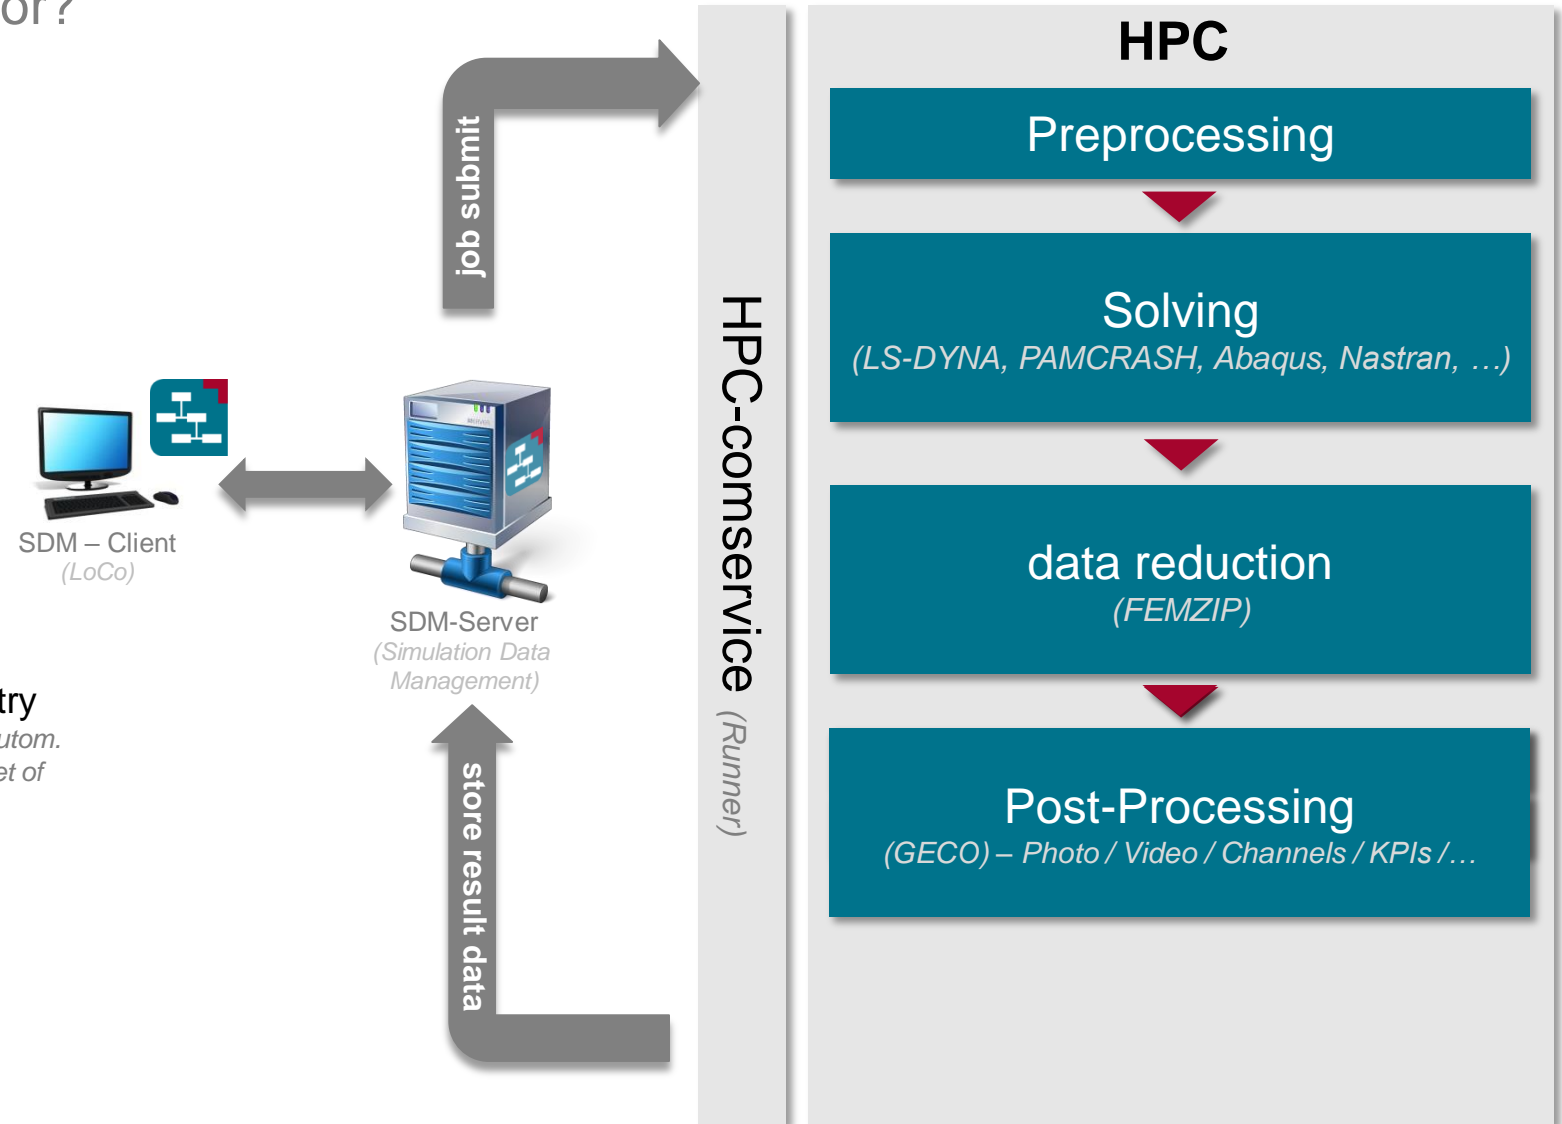 or?
HPC
Preprocessing
job submit
Solving
(LS-DYNA, PAMCRASH, Abaqus, Nastran, …)
HPC-comservice (Runner)
SDM – Client
(LoCo)
data reduction
(FEMZIP)
SDM-Server
(Simulation Data
Management)
try
utom.
et of
store result data
Post-Processing
(GECO) – Photo / Video / Channels / KPIs /…